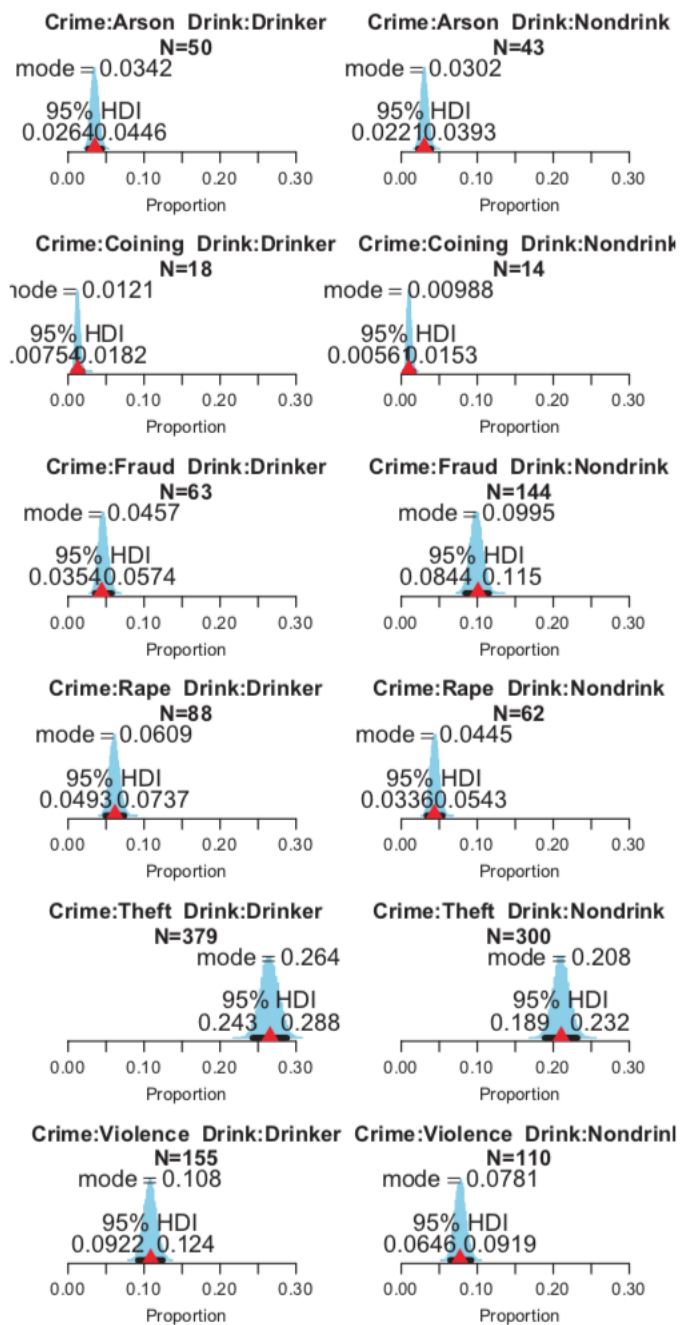 Crime:Arson Drink:Drinker
N=50
mode = 0.0342
95% HDI
0.0264 0.0446
0.00 0.10 0.20 0.30
Proportion
Crime:Arson Drink:Nondrink
N=43
mode = 0.0302
95% HDI
0.0221 0.0393
0.00 0.10 0.20 0.30
Proportion
Crime:Coining Drink:Drinker
N=18
mode = 0.0121
95% HDI
.00754 0.0182
0.00 0.10 0.20 0.30
Proportion
Crime:Coining Drink:Nondrink
N=14
mode = 0.00988
95% HDI
0.00561 0.0153
0.00 0.10 0.20 0.30
Proportion
Crime:Fraud Drink:Drinker
N=63
mode = 0.0457
95% HDI
0.0354 0.0574
0.00 0.10 0.20 0.30
Proportion
Crime:Fraud Drink:Nondrink
N=144
mode = 0.0995
95% HDI
0.0844 0.115
0.00 0.10 0.20 0.30
Proportion
Crime:Rape Drink:Drinker
N=88
mode = 0.0609
95% HDI
0.0493 0.0737
0.00 0.10 0.20 0.30
Proportion
Crime:Rape Drink:Nondrink
N=62
mode = 0.0445
95% HDI
0.0336 0.0543
0.00 0.10 0.20 0.30
Proportion
Crime:Theft Drink:Drinker
N=379
mode = 0.264
95% HDI
0.243 0.288
0.00 0.10 0.20 0.30
Proportion
Crime:Theft Drink:Nondrink
N=300
mode = 0.208
95% HDI
0.189 0.232
0.00 0.10 0.20 0.30
Proportion
Crime:Violence Drink:Drinker
N=155
mode = 0.108
95% HDI
0.0922 0.124
0.00 0.10 0.20 0.30
Proportion
Crime:Violence Drink:Nondrinl
N=110
mode = 0.0781
95% HDI
0.0646 0.0919
0.00 0.10 0.20 0.30
Proportion